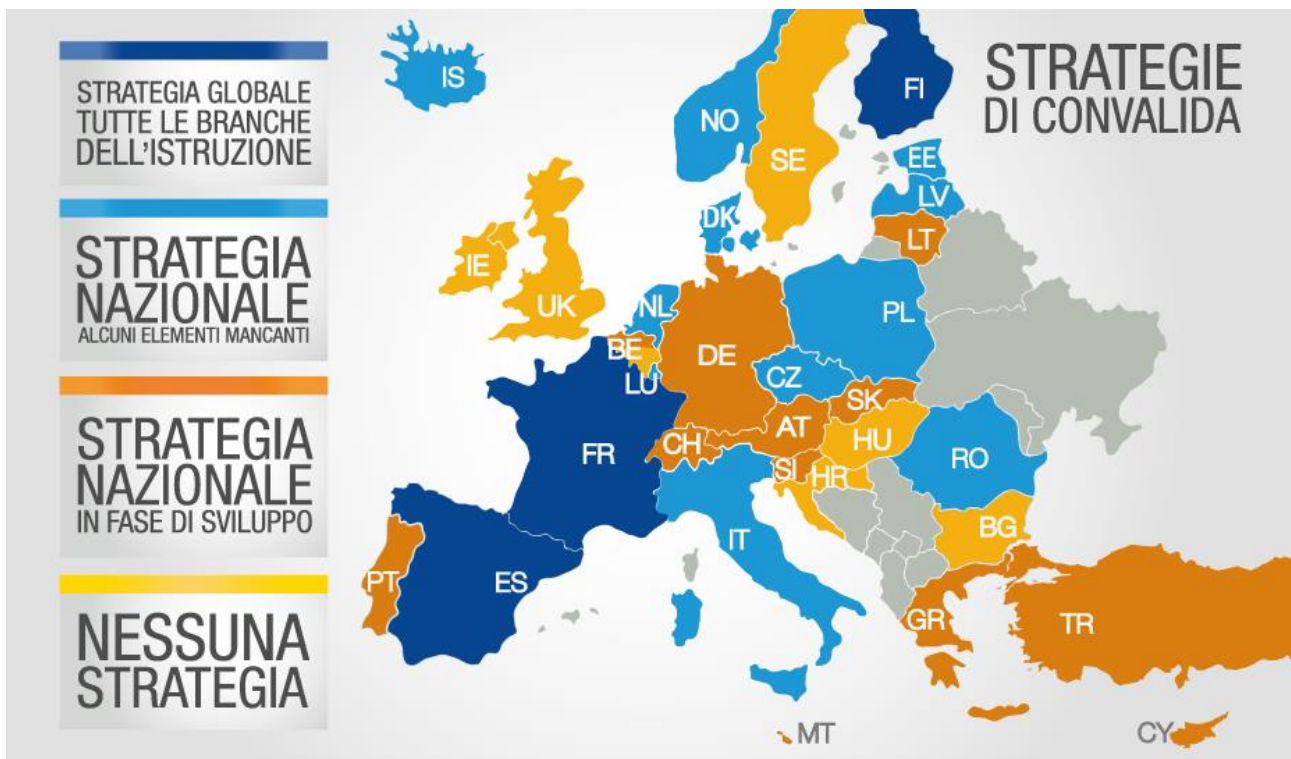 STRATEGIA GLOBALE
TUTTE LE BRANCHE
DELL'ISTRUZIONE
STRATEGIA
NAZIONALE
ALCUNI ELEMENTI MANCANTI
STRATEGIA
NAZIONALE
IN FASE DI SVILUPPO
NESSUNA
STRATEGIA
STRATEGIE
DI CONVALIDA
IS
FI
NO
SE
EE
LV
DK
LT
IE
UK
NL
PL
BE
DE
LU
CZ
SK
FR
CH
AT
HU
SI
HR
RO
IT
BG
PT
ES
GR
TR
MT
CY